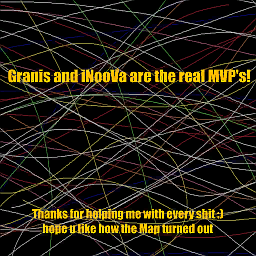 Granis and iNooVa are the real MVP's!
Thanks for helping me with every shit ;)
hope u like how the Map turned out